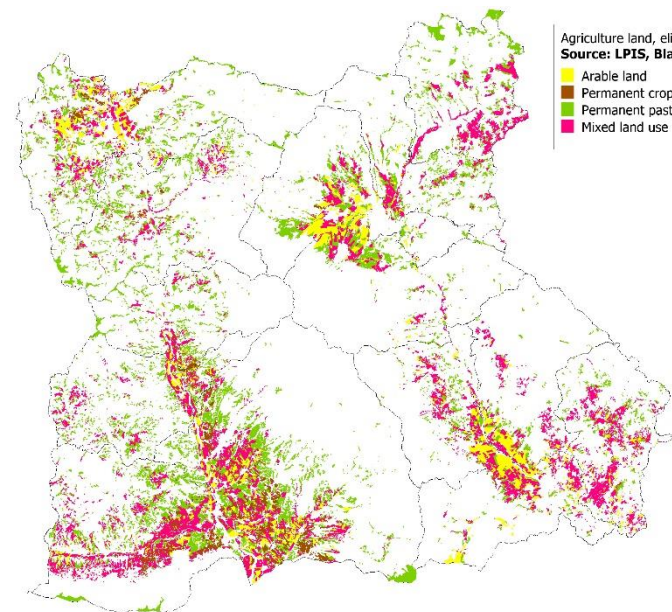 Agriculture land, eli
Source: LPIS, Bla
Arable land
Permanent crop
Permanent past
Mixed land use